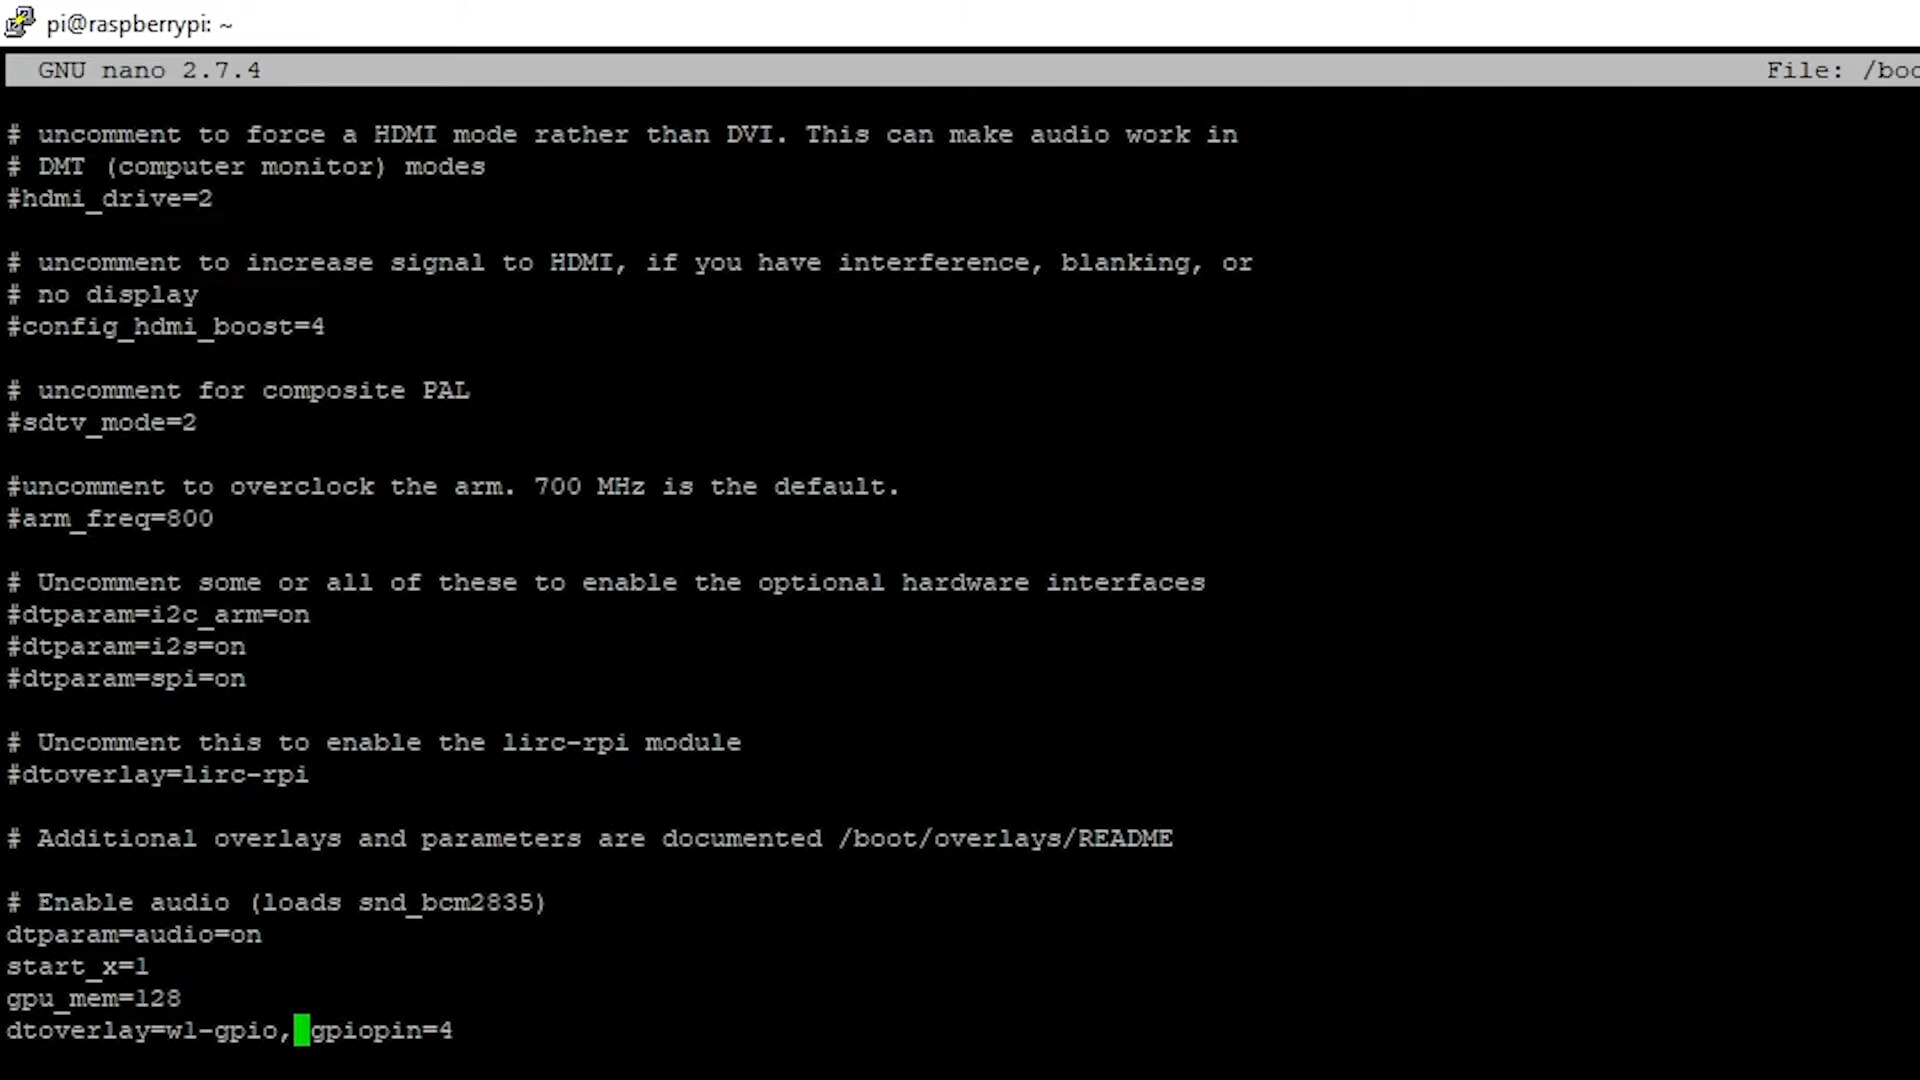 pi@raspberrypi: ~
GNU nano 2.7.4 File: /boo
# uncomment to force a HDMI mode rather than DVI. This can make audio work in
# DMT (computer monitor) modes
#hdmi_drive=2
# uncomment to increase signal to HDMI, if you have interference, blanking, or
# no display
#config_hdmi_boost=4
# uncomment for composite PAL
#sdtv_mode=2
#uncomment to overclock the arm. 700 MHz is the default.
#arm_freq=800
# Uncomment some or all of these to enable the optional hardware interfaces
#dtparam=i2c_arm=on
#dtparam=i2s=on
#dtparam=spi=on
# Uncomment this to enable the lirc-rpi module
#dtoverlay=lirc-rpi
# Additional overlays and parameters are documented /boot/overlays/README
# Enable audio (loads snd_bcm2835)
dtparam=audio=on
start_x=1
gpu_mem=128
dtoverlay=w1-gpio, gpiopin=4